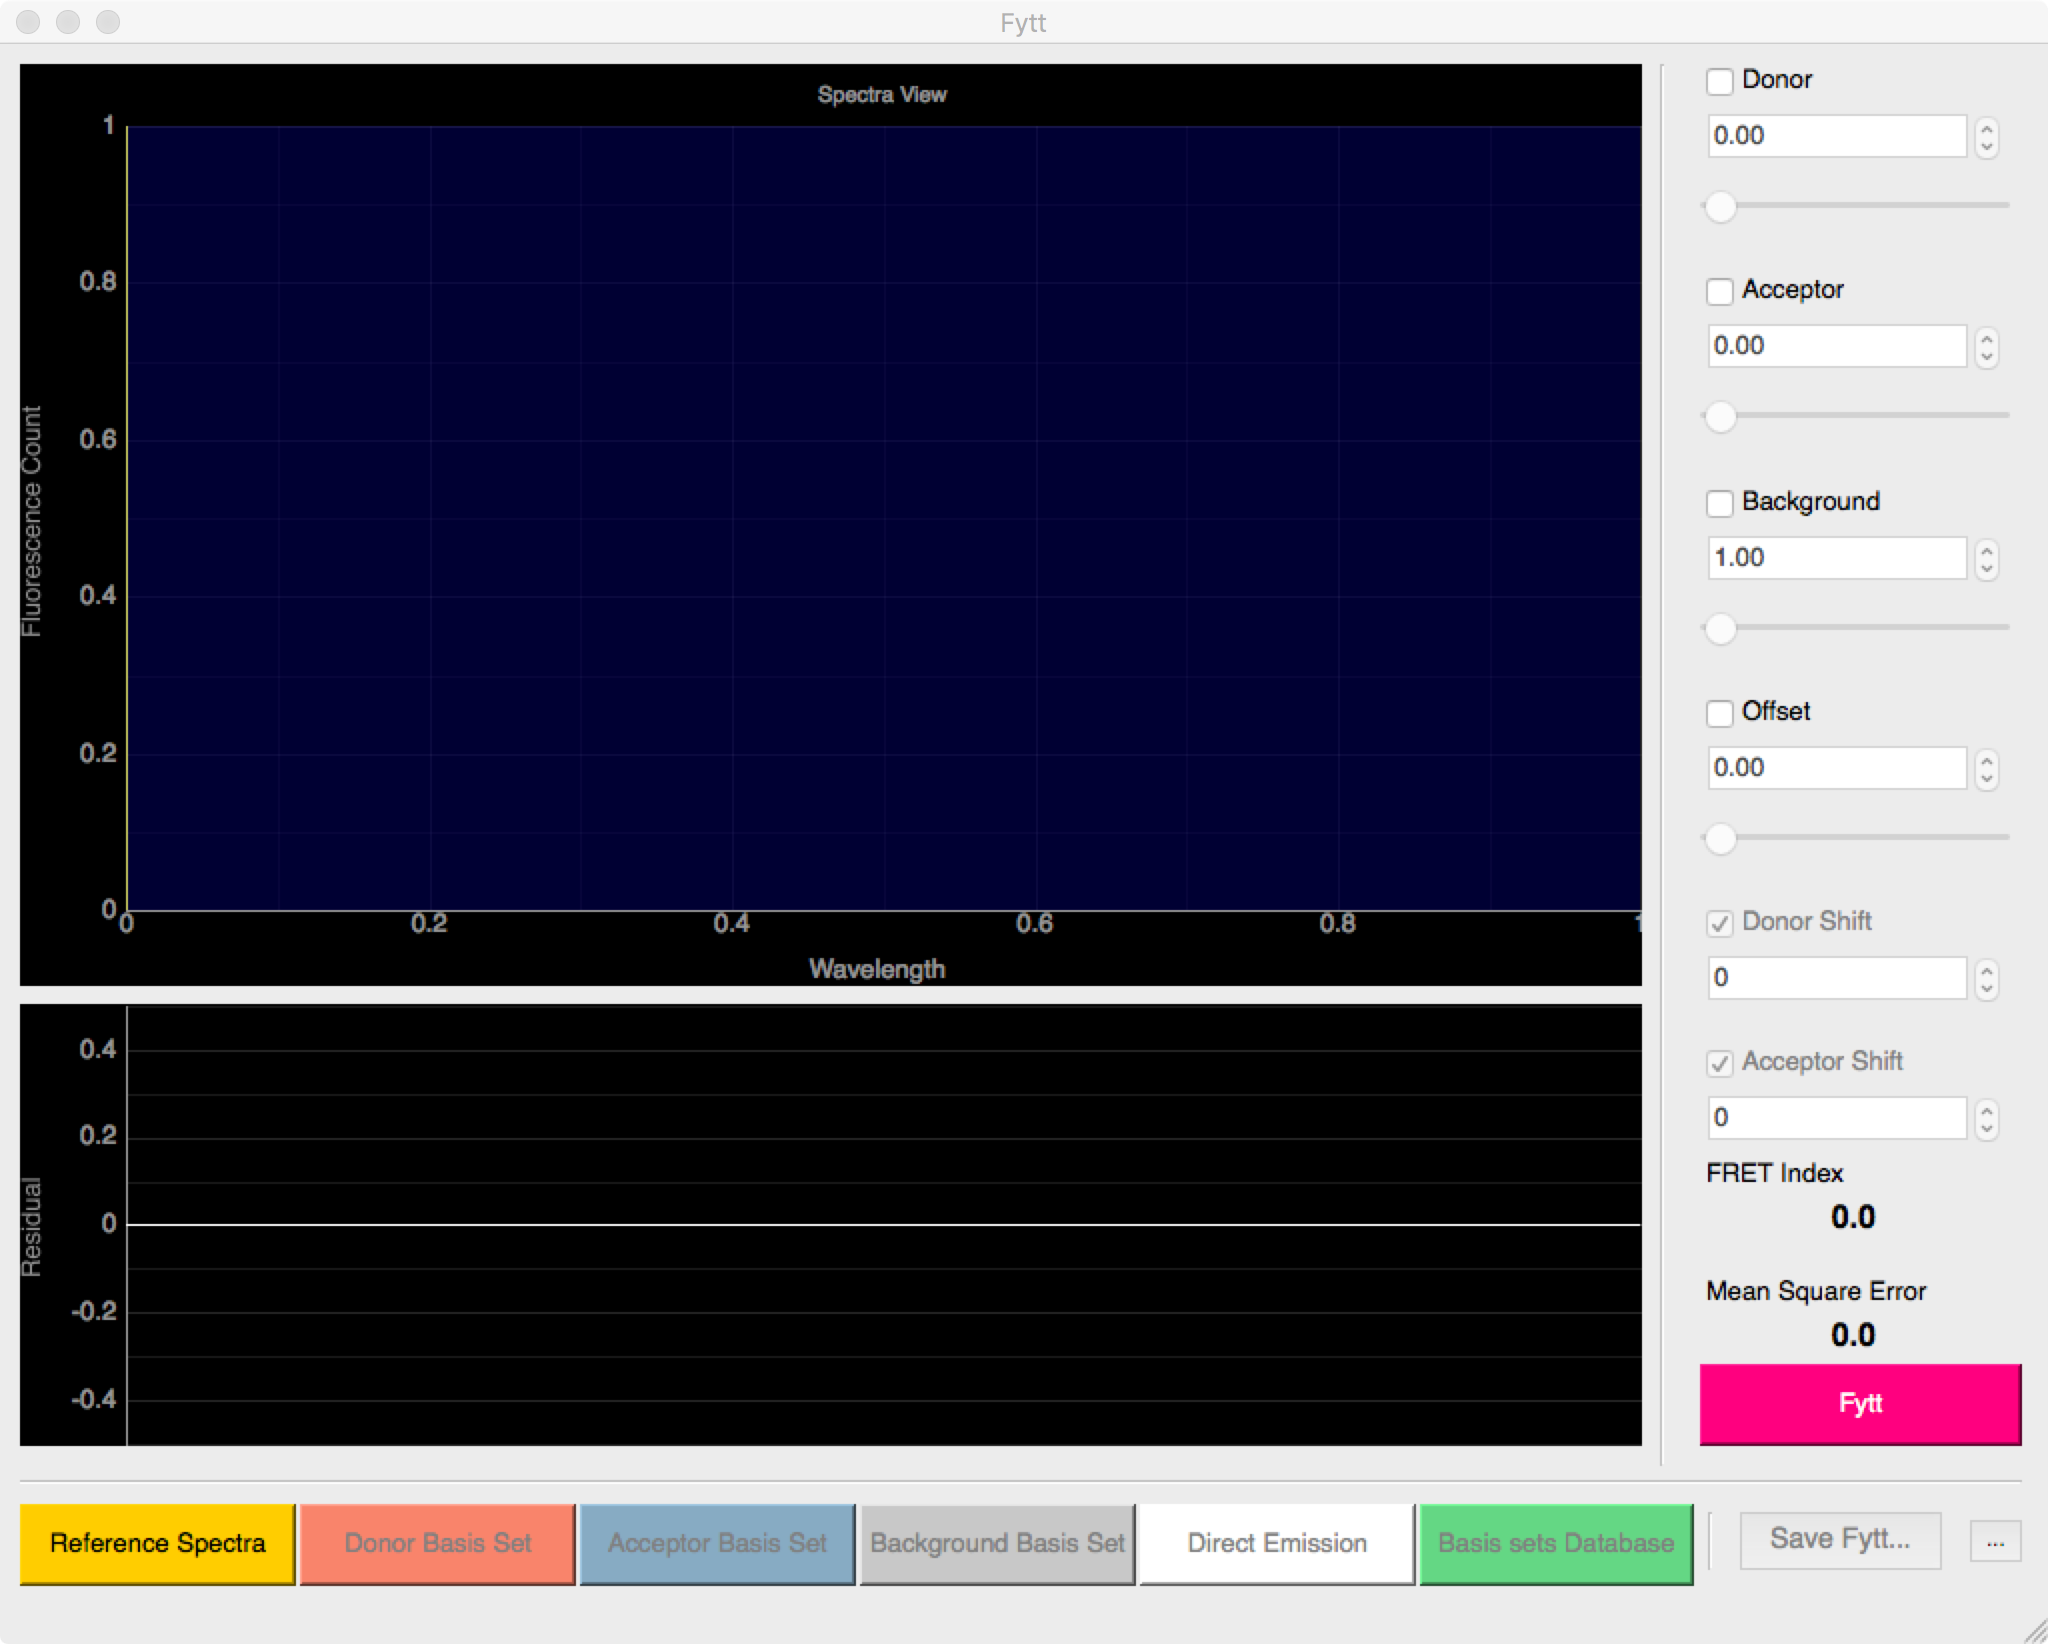 Fytt
Spectra View
1
0.8
0.6
0.4
0.2
0
Fluorescence Count
0
0.2
0.4
0.6
0.8
1
Wavelength
0.4
0.2
0
-0.2
-0.4
Residual
Donor
0.00
Acceptor
0.00
Background
1.00
Offset
0.00
Donor Shift
0
Acceptor Shift
0
FRET Index
0.0
Mean Square Error
0.0
Fytt
Reference Spectra
Donor Basis Set
Acceptor Basis Set
Background Basis Set
Direct Emission
Basis sets Database
Save Fytt...
...